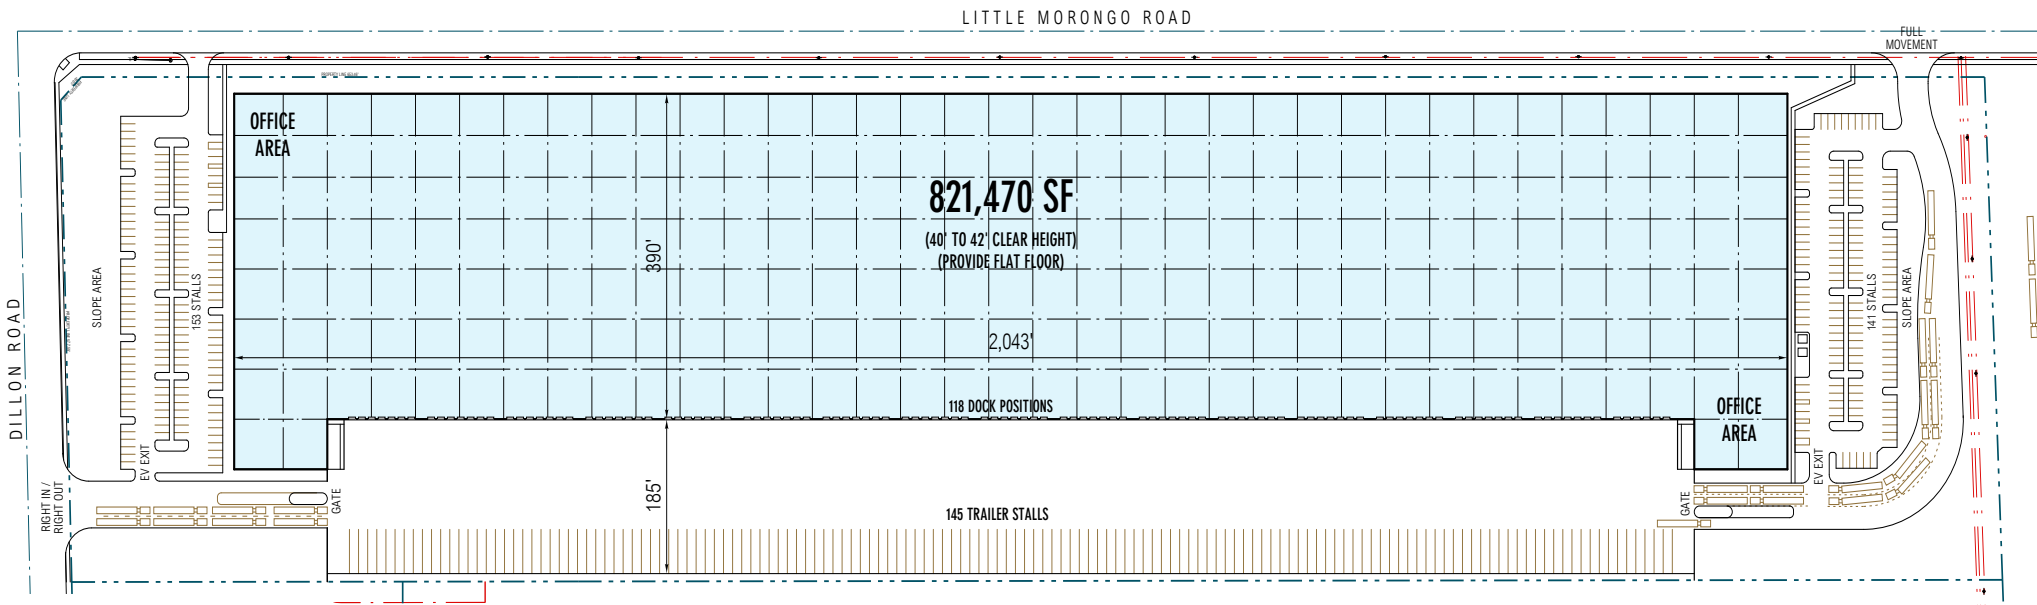 LITTLE MORONGO ROAD
FULL
MOVEMENT
OFFICE
AREA
821,470 SF
(40' TO 42' CLEAR HEIGHT)
(PROVIDE FLAT FLOOR)
390'
2,043'
118 DOCK POSITIONS
OFFICE
AREA
SLOPE AREA
153 STALLS
141 STALLS
SLOPE AREA
DILLON ROAD
EV EXIT
EV EXIT
RIGHT IN /
RIGHT OUT
GATE
185'
145 TRAILER STALLS
GATE